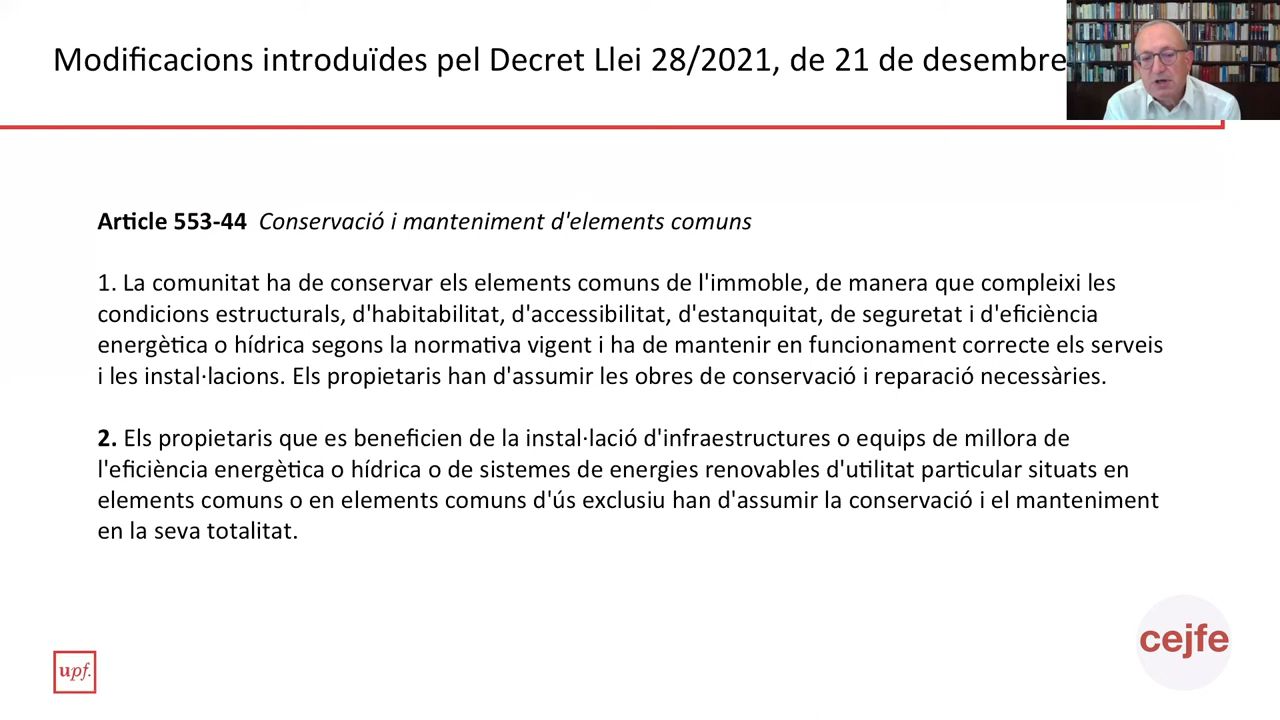 Modificacions introduïdes pel Decret Llei 28/2021, de 21 de desembre
Article 553-44 Conservació i manteniment d'elements comuns
1. La comunitat ha de conservar els elements comuns de l'immoble, de manera que compleixi les
condicions estructurals, d'habitabilitat, d'accessibilitat, d'estanquitat, de seguretat i d'eficiència
energètica o hídrica segons la normativa vigent i ha de mantenir en funcionament correcte els serveis
i les instal·lacions. Els propietaris han d'assumir les obres de conservació i reparació necessàries.
2. Els propietaris que es beneficien de la instal·lació d'infraestructures o equips de millora de
l'eficiència energètica o hídrica o de sistemes de energies renovables d'utilitat particular situats en
elements comuns o en elements comuns d'ús exclusiu han d'assumir la conservació i el manteniment
en la seva totalitat.
cejfe
upf.